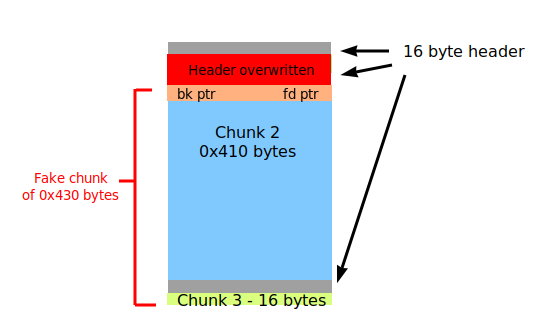 16 byte header
Header overwritten
bk ptr fd ptr
Chunk 2
0x410 bytes
Fake chunk
of 0x430 bytes
Chunk 3 - 16 bytes